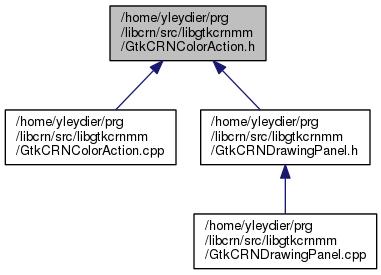 /home/yleydier/prg
/libcrn/src/libgtkcrnmm
/GtkCRNColorAction.h
/home/yleydier/prg
/libcrn/src/libgtkcrnmm
/GtkCRNColorAction.cpp
/home/yleydier/prg
/libcrn/src/libgtkcrnmm
/GtkCRNDrawingPanel.h
/home/yleydier/prg
/libcrn/src/libgtkcrnmm
/GtkCRNDrawingPanel.cpp